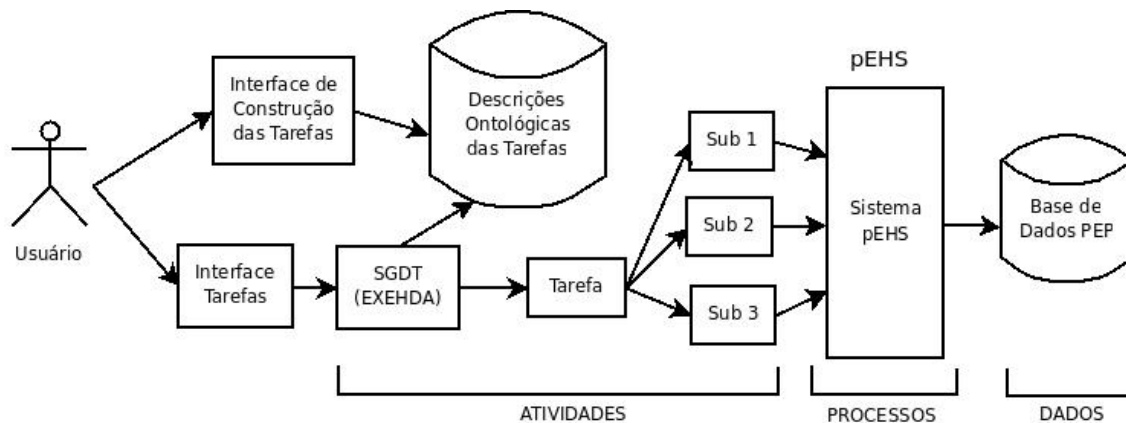 Usuário
Interface de
Construção
das Tarefas
Descrições
Ontológicas
das Tarefas
Interface
Tarefas
SGDT
(EXEHDA)
Tarefa
Sub 1
Sub 2
Sub 3
pEHS
Sistema
pEHS
Base de
Dados PEP
ATIVIDADES
PROCESSOS
DADOS